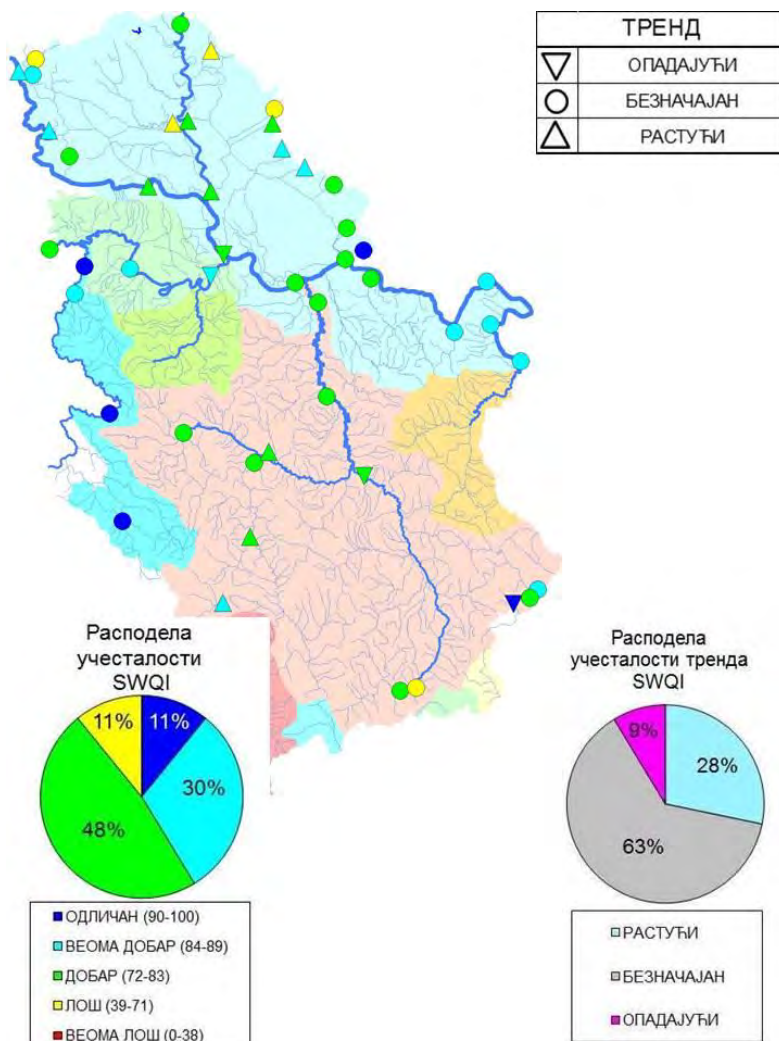 ТРЕНД
ОПАДАЈУЋИ
БЕЗНАЧАЈАН
РАСТУЋИ
Расподела
учесталости
SWQI
11%
11%
30%
48%
ОДЛИЧАН (90-100)
ВЕОМА ДОБАР (84-89)
ДОБАР (72-83)
ЛОШ (39-71)
ВЕОМА ЛОШ (0-38)
Расподела
учесталости тренда
SWQI
9%
28%
63%
РАСТУЋИ
БЕЗНАЧАЈАН
ОПАДАЈУЋИ